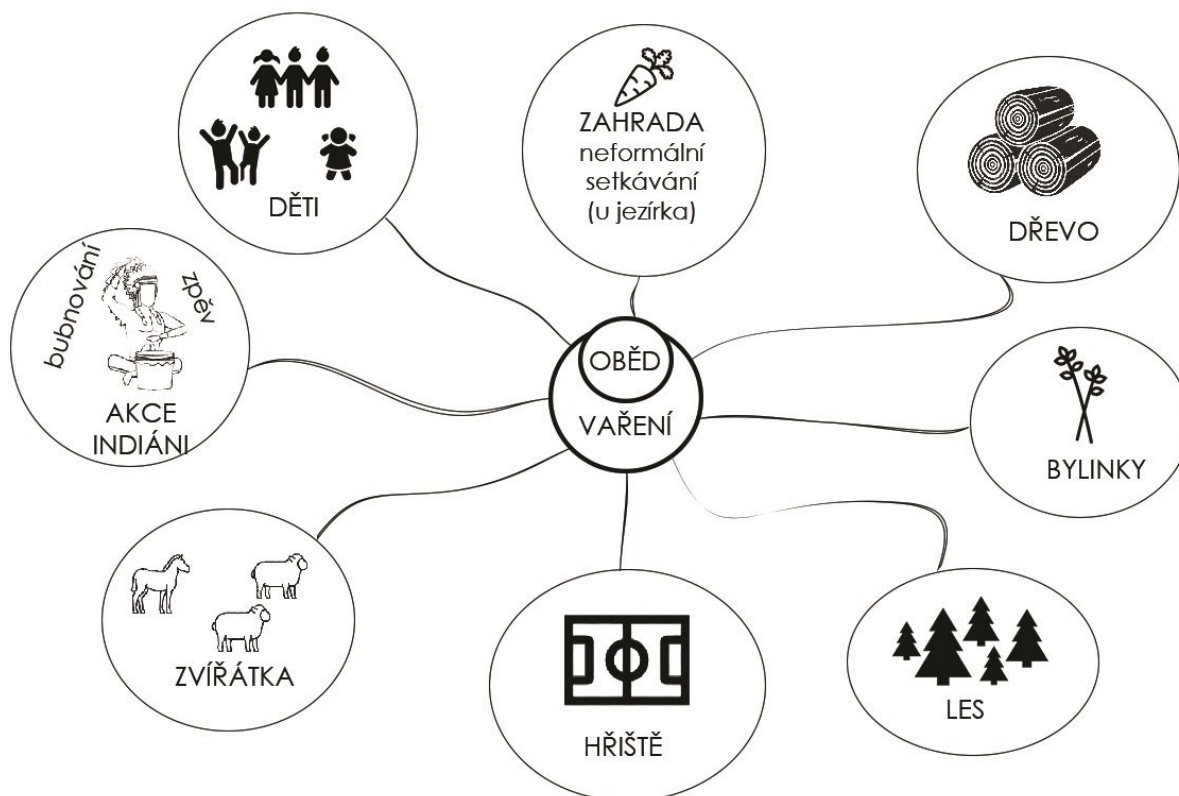 DĚTI
ZAHRADA
neformální
setkávání
(u jezírka)
DŘEVO
bubnování
zpěv
AKCE
INDIÁNI
OBĚD
VAŘENÍ
BYLINKY
ZVÍŘÁTKA
HŘIŠTĚ
LES